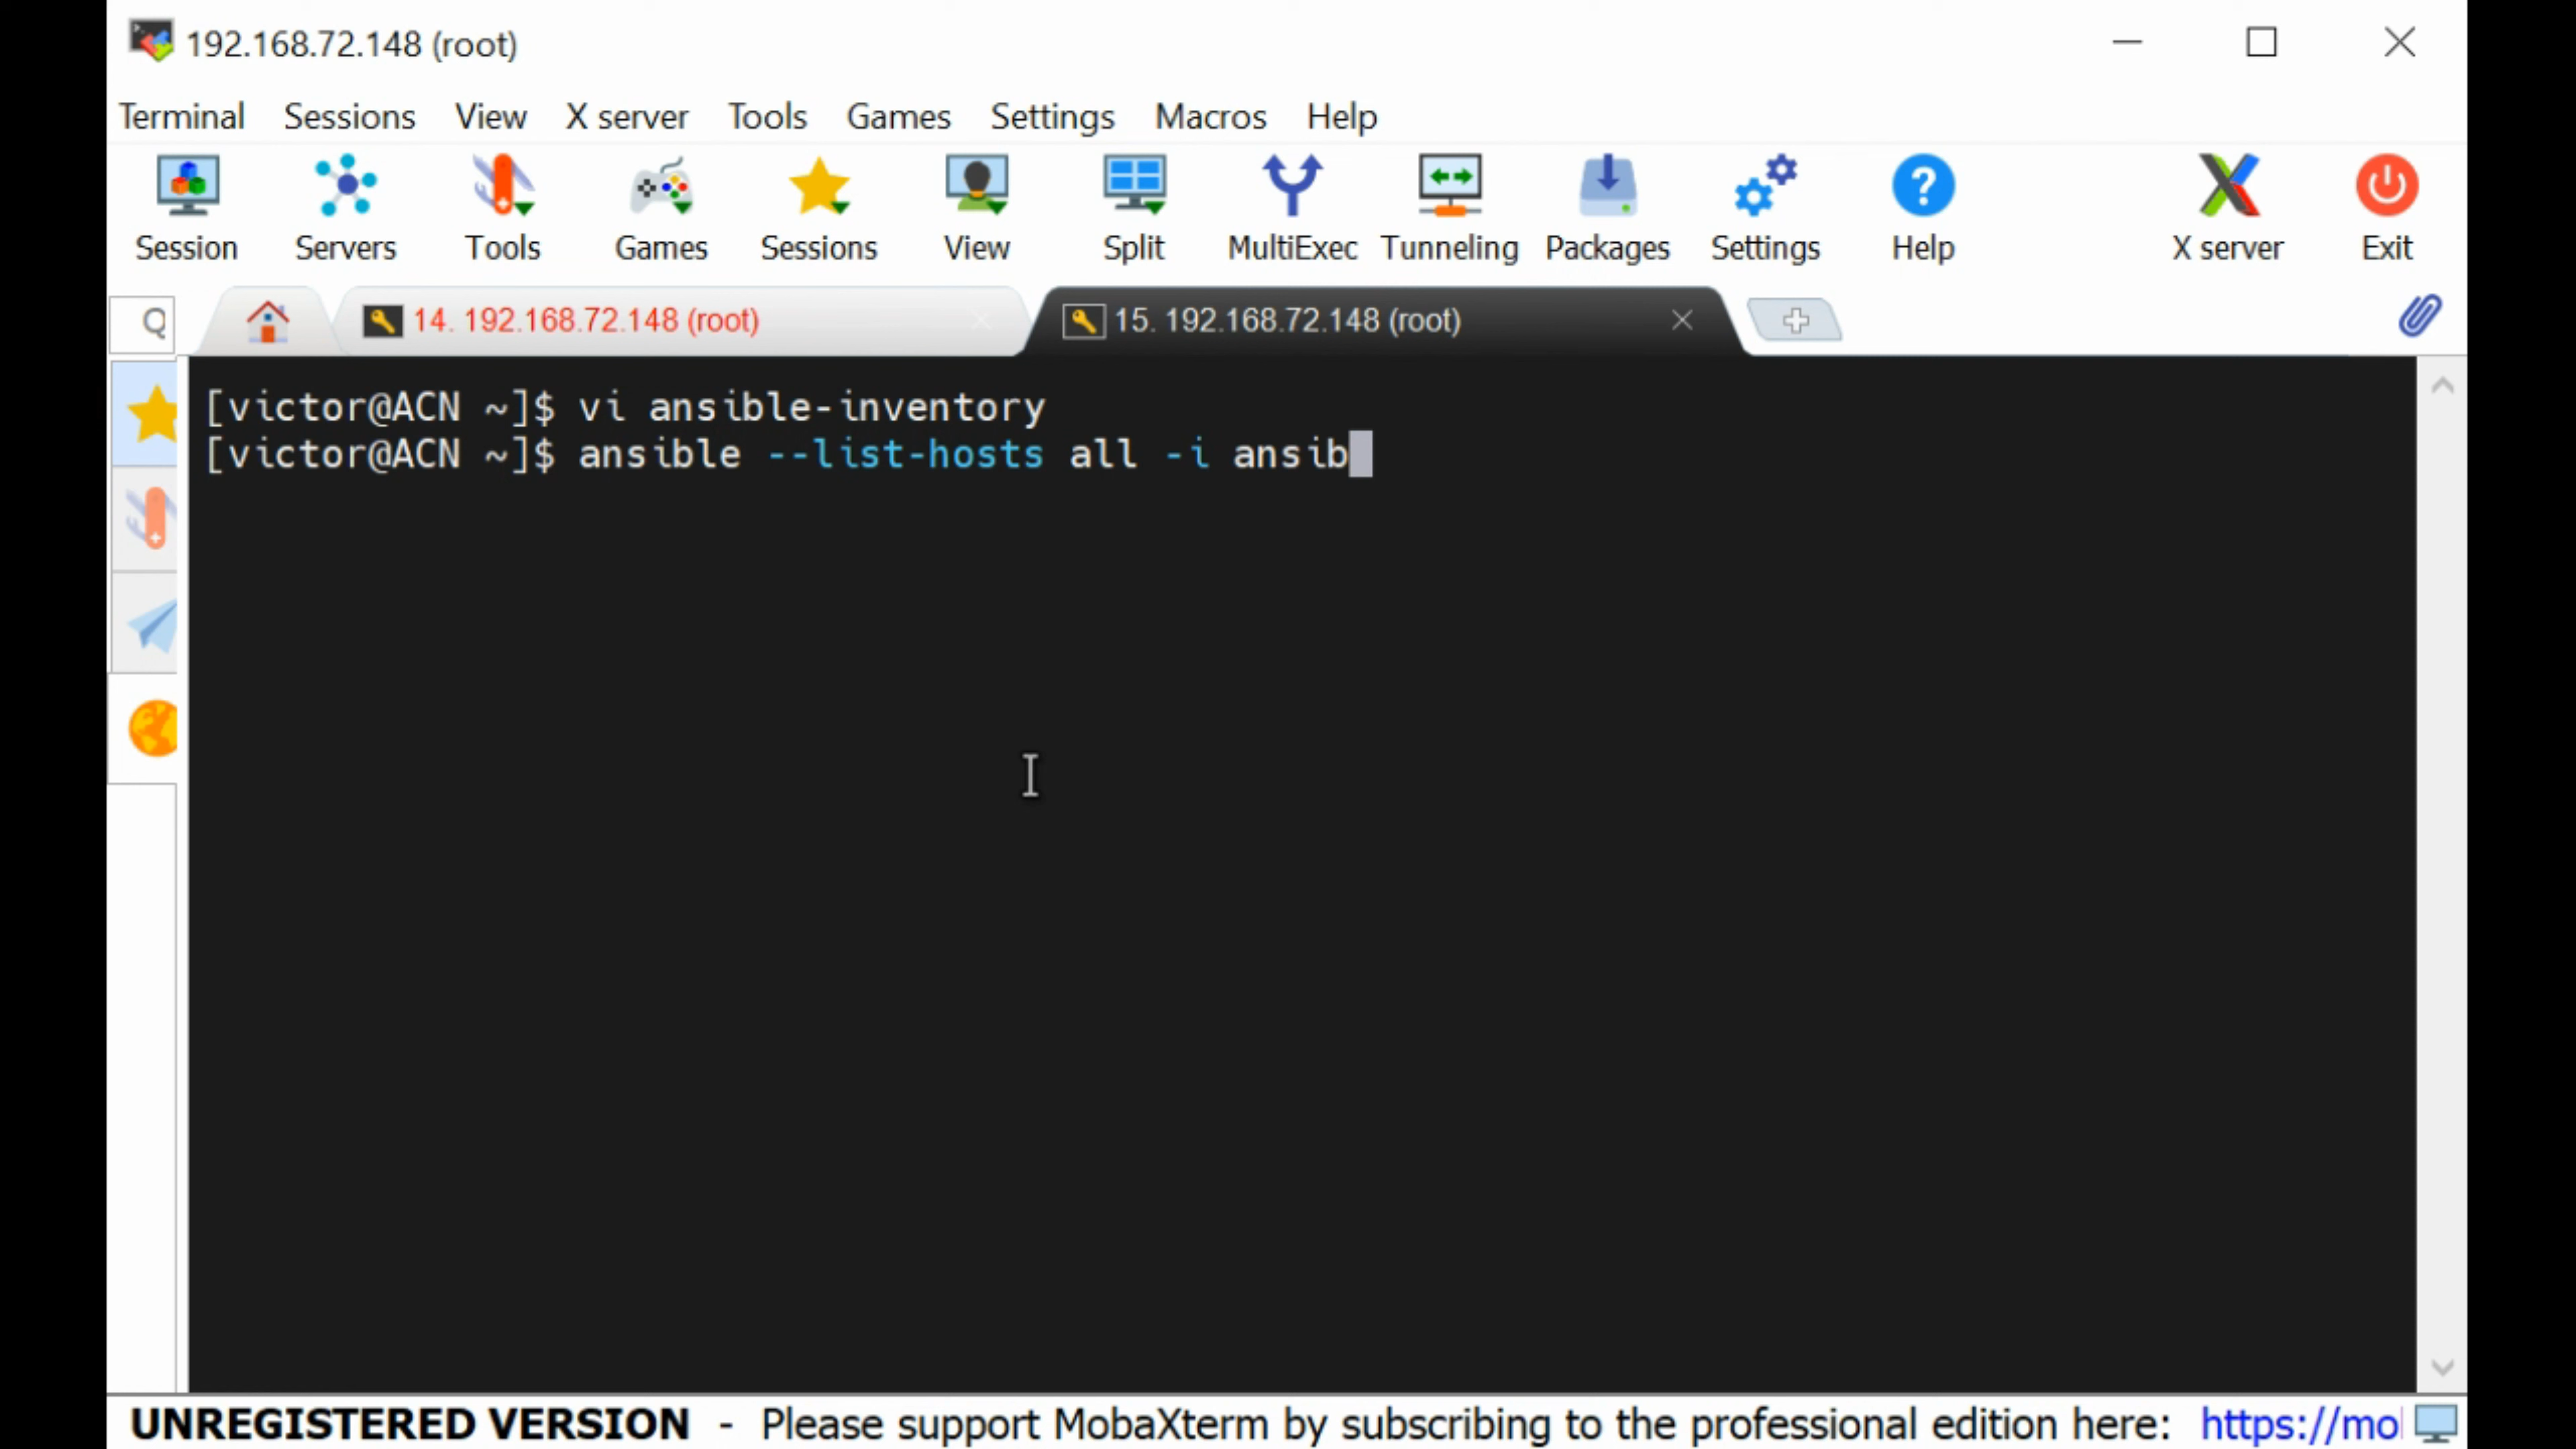 192.168.72.148 (root)
Terminal Sessions View X server Tools Games Settings Macros Help
Session Servers Tools Games Sessions View Split MultiExec Tunneling Packages Settings Help X server Exit
Q 14. 192.168.72.148 (root) 15. 192.168.72.148 (root)
[victor@ACN ~]$ vi ansible-inventory
[victor@ACN ~]$ ansible --list-hosts all -i ansib
UNREGISTERED VERSION - Please support MobaXterm by subscribing to the professional edition here: https://mo